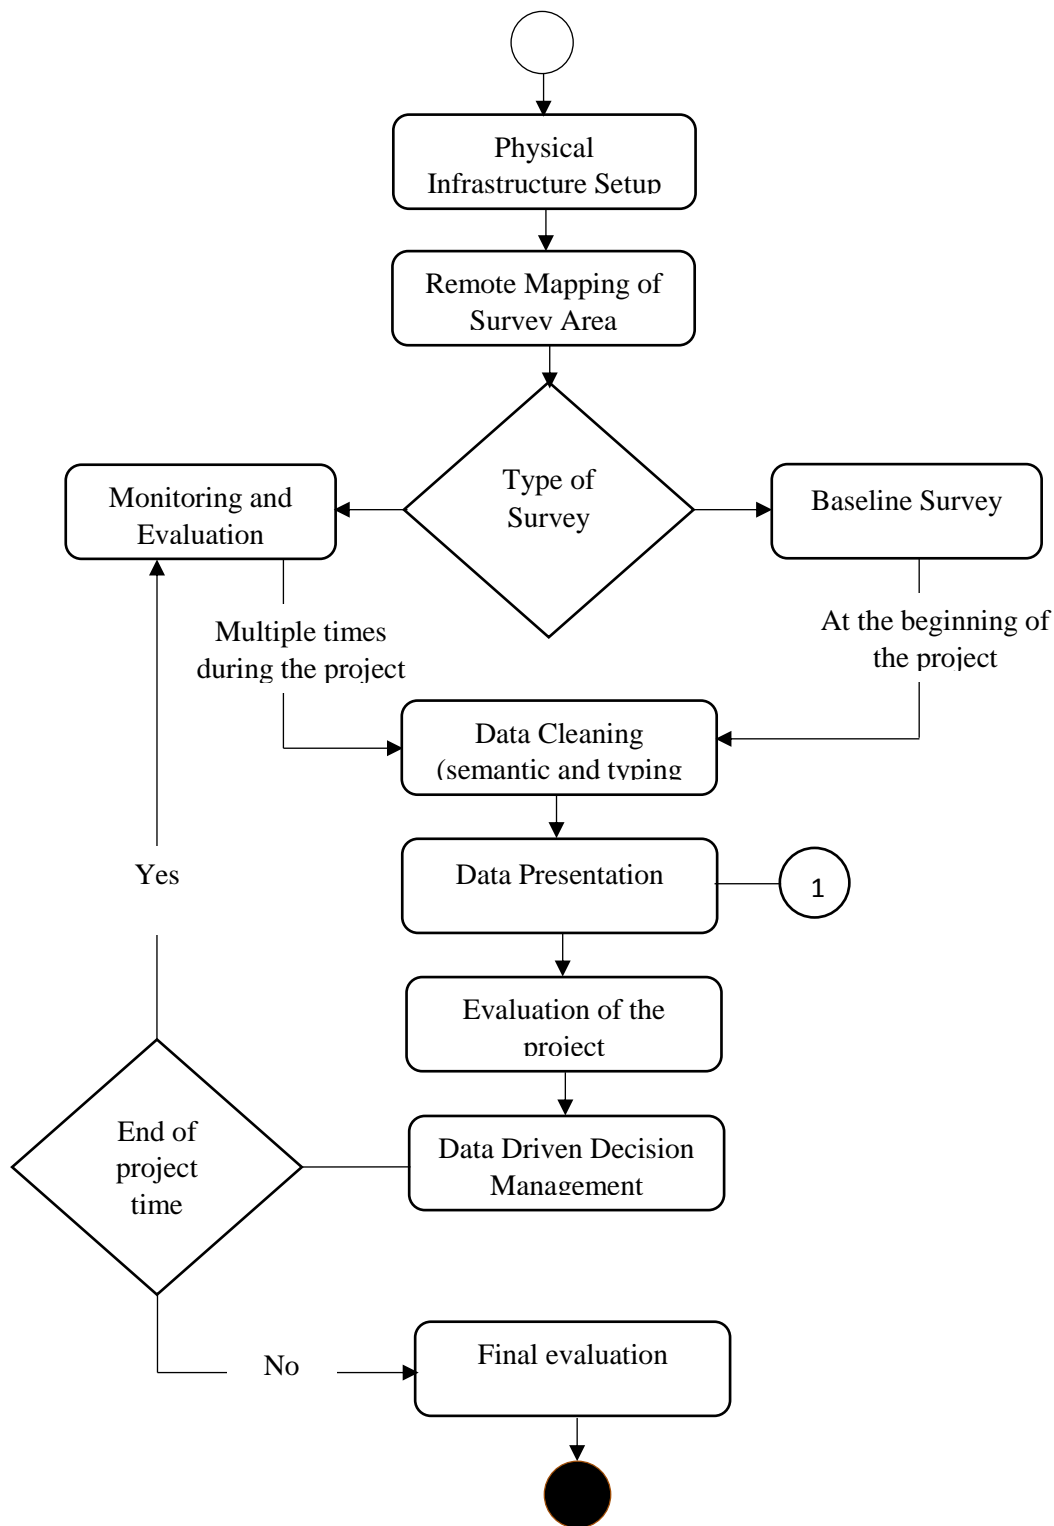 Physical
Infrastructure Setup
Remote Mapping of
Survey Area
Type of
Survey
Monitoring and
Evaluation
Baseline Survey
Multiple times
during the project
At the beginning of
the project
Data Cleaning
(semantic and typing
Data Presentation
1
Yes
Evaluation of the
project
End of
project
time
Data Driven Decision
Management
Final evaluation
No